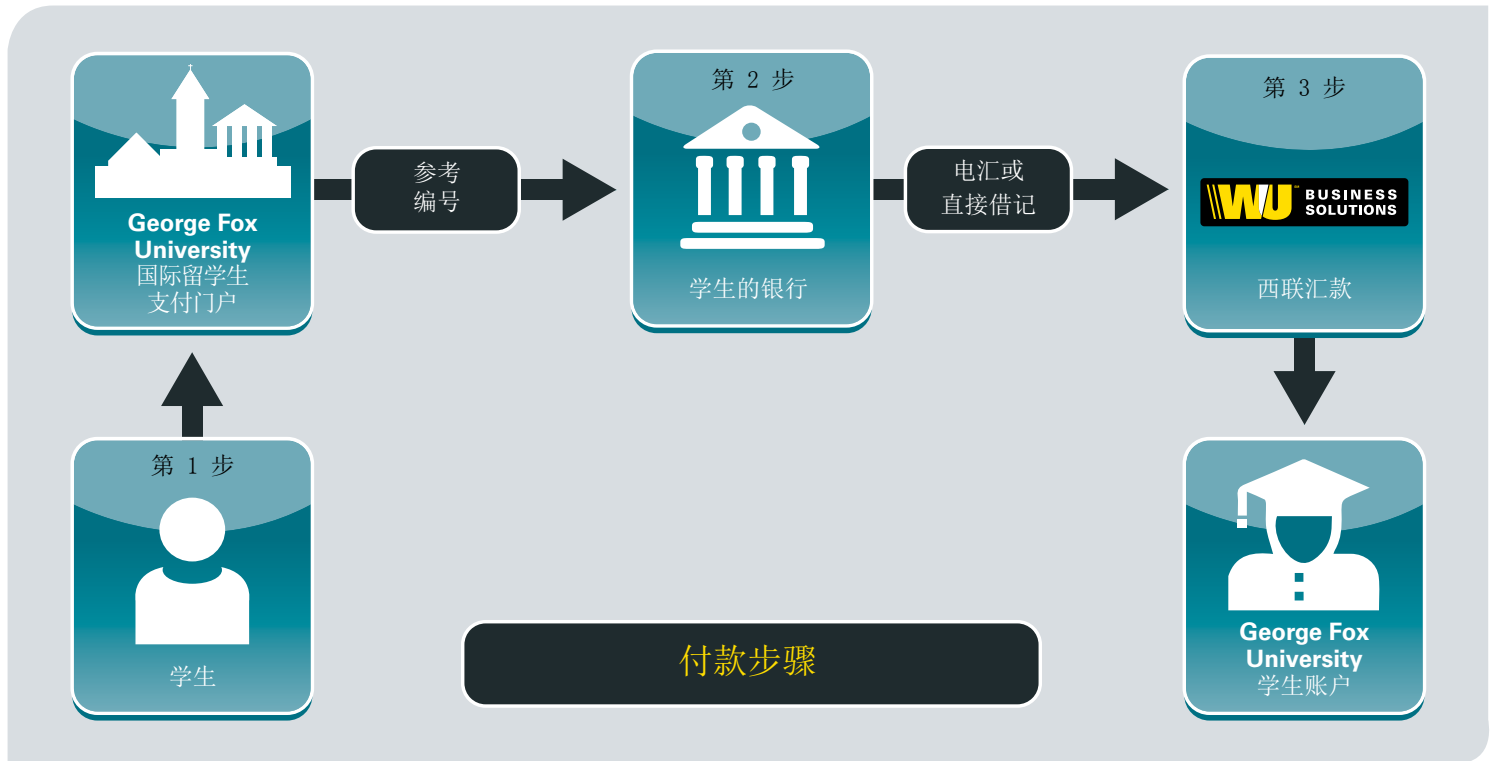 第 1 步
学生
George Fox
University
国际留学生
支付门户
参考
编号
第 2 步
学生的银行
电汇或
直接借记
第 3 步
WU BUSINESS
SOLUTIONS
西联汇款
George Fox
University
学生账户
付款步骤